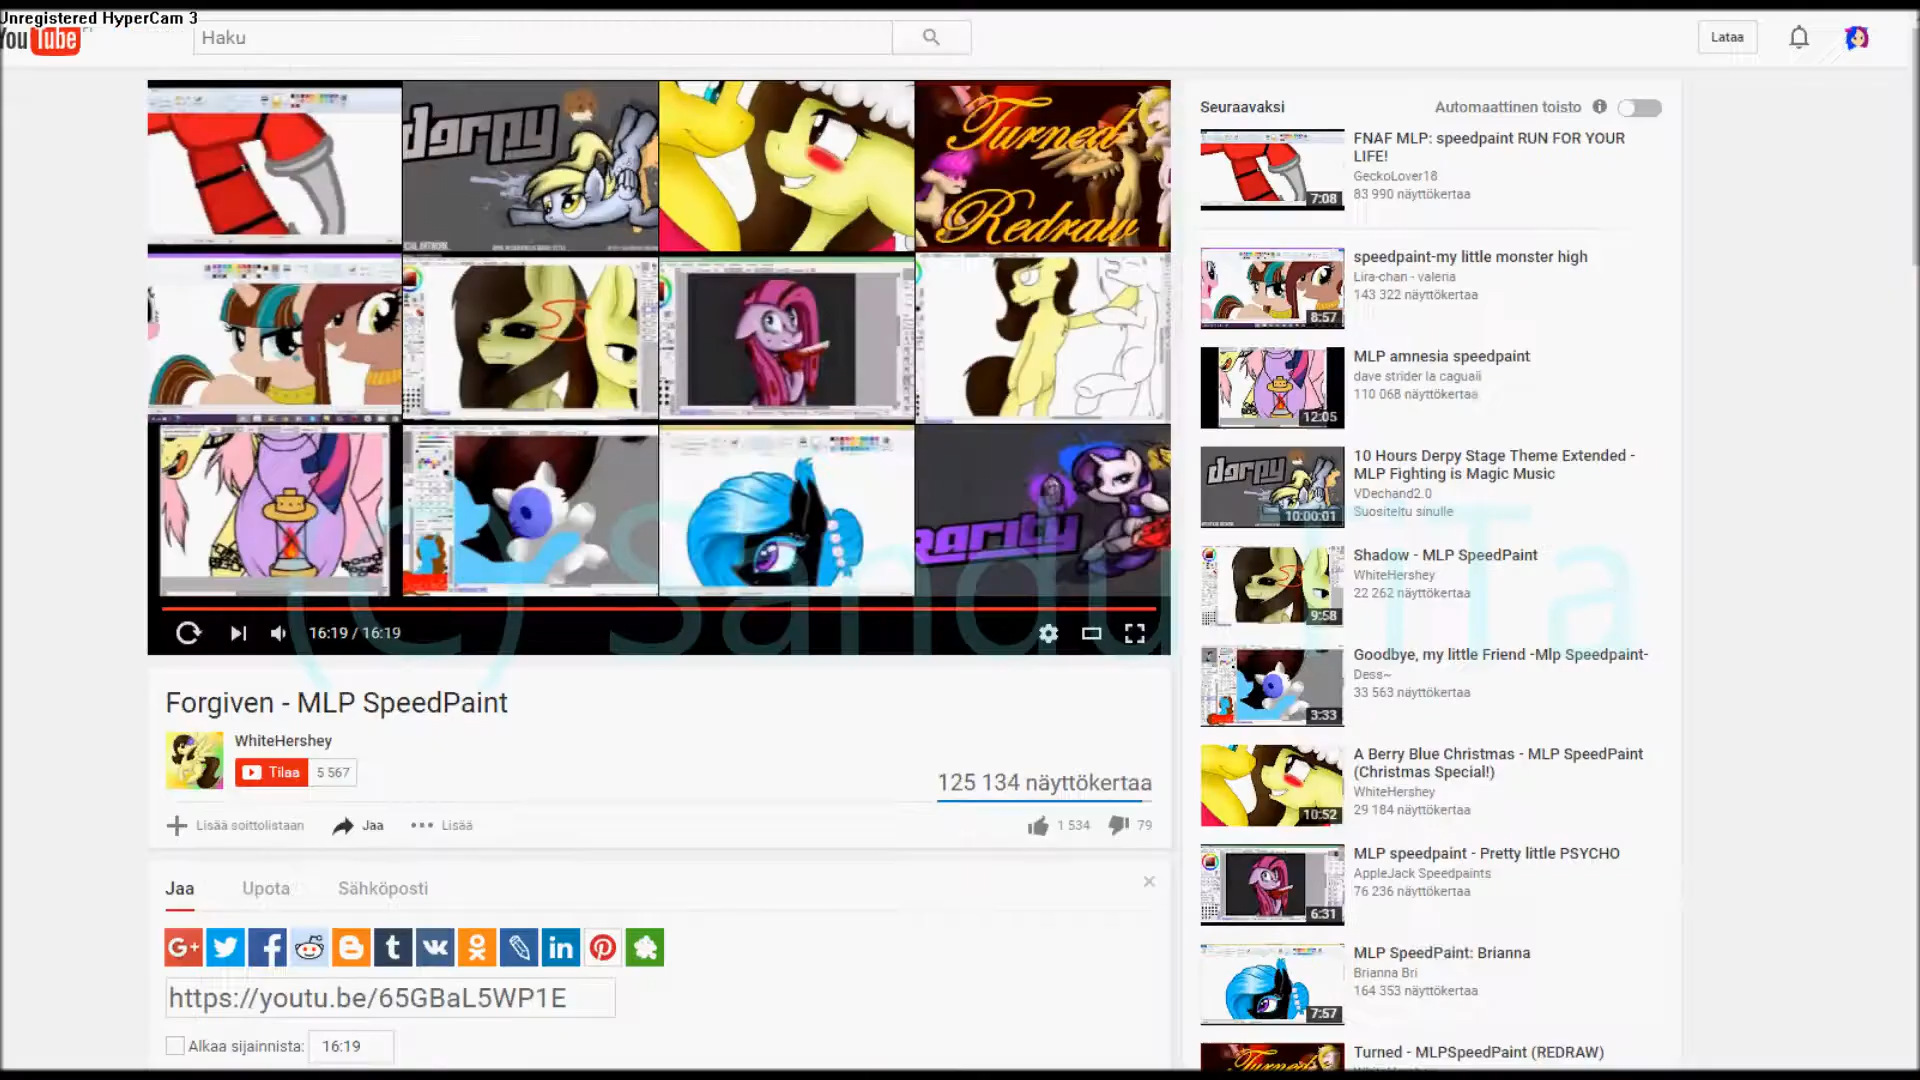 Unregistered HyperCam 3
YouTube FI
Haku
Lataa
derpy
Turned
Redraw
rarity
(C) Sandu
Ta
16:19 / 16:19
Forgiven - MLP SpeedPaint
WhiteHershey
Tilaa 5 567
125 134 näyttökertaa
Lisää soittolistaan Jaa Lisää
1 534 79
Jaa Upota Sähköposti
G+ f B t in
https://youtu.be/65GBaL5WP1E
Alkaa sijainnista: 16:19
Seuraavaksi
Automaattinen toisto
FNAF MLP: speedpaint RUN FOR YOUR
LIFE!
GeckoLover18
83 990 näyttökertaa
7:08
speedpaint-my little monster high
Lira-chan - valeria
143 322 näyttökertaa
8:57
MLP amnesia speedpaint
dave strider la caguaii
110 068 näyttökertaa
12:05
10 Hours Derpy Stage Theme Extended -
MLP Fighting is Magic Music
VDechand2.0
Suositeltu sinulle
derpy
10:00:01
Shadow - MLP SpeedPaint
WhiteHershey
22 262 näyttökertaa
9:58
Goodbye, my little Friend -Mlp Speedpaint-
Dess~
33 563 näyttökertaa
3:33
A Berry Blue Christmas - MLP SpeedPaint
(Christmas Special!)
WhiteHershey
29 184 näyttökertaa
10:52
MLP speedpaint - Pretty little PSYCHO
AppleJack Speedpaints
76 236 näyttökertaa
6:31
MLP SpeedPaint: Brianna
Brianna Bri
164 353 näyttökertaa
7:57
Turned - MLPSpeedPaint (REDRAW)
Turned